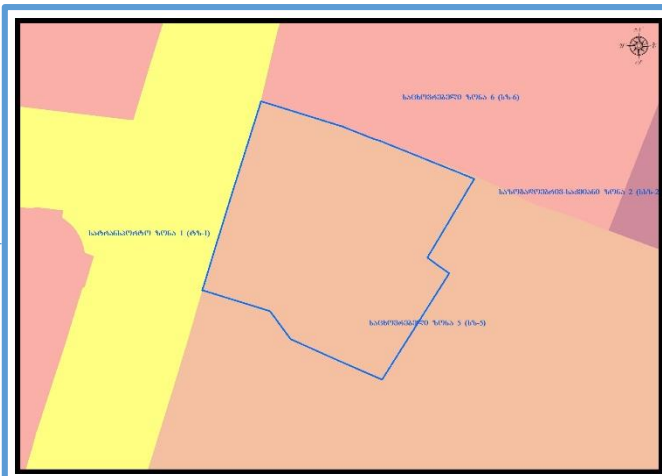 საცხოვრებელი ზონა 6 (სზ-6)
საზოგადოებრივ-საქმიანი ზონა 2 (სსზ-2
სატრანსპორტო ზონა 1 (ტზ-1)
საცხოვრებელი ზონა 5 (სზ-5)